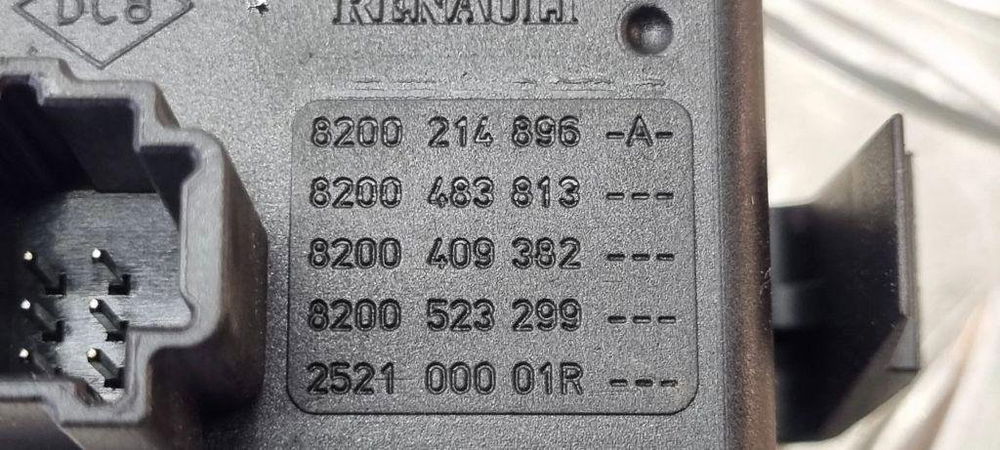 RENAULT
8200 214 896 -A-
8200 483 813 ---
8200 409 382 ---
8200 523 299 ---
2521 000 01R ---